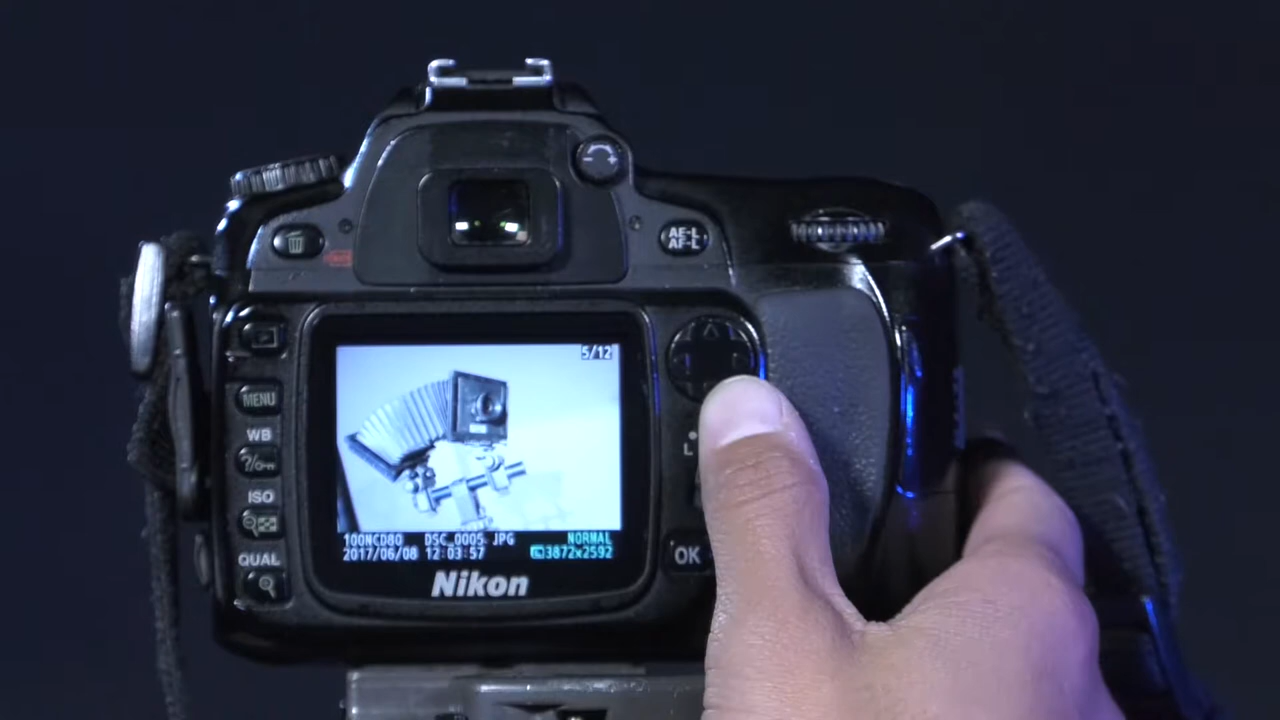 AE-L
AF-L
5/12
MENU
WB
?/
ISO
QUAL
L
OK
100NCD80 DSC_0005.JPG NORMAL
2017/06/08 12:03:57 3872x2592
Nikon